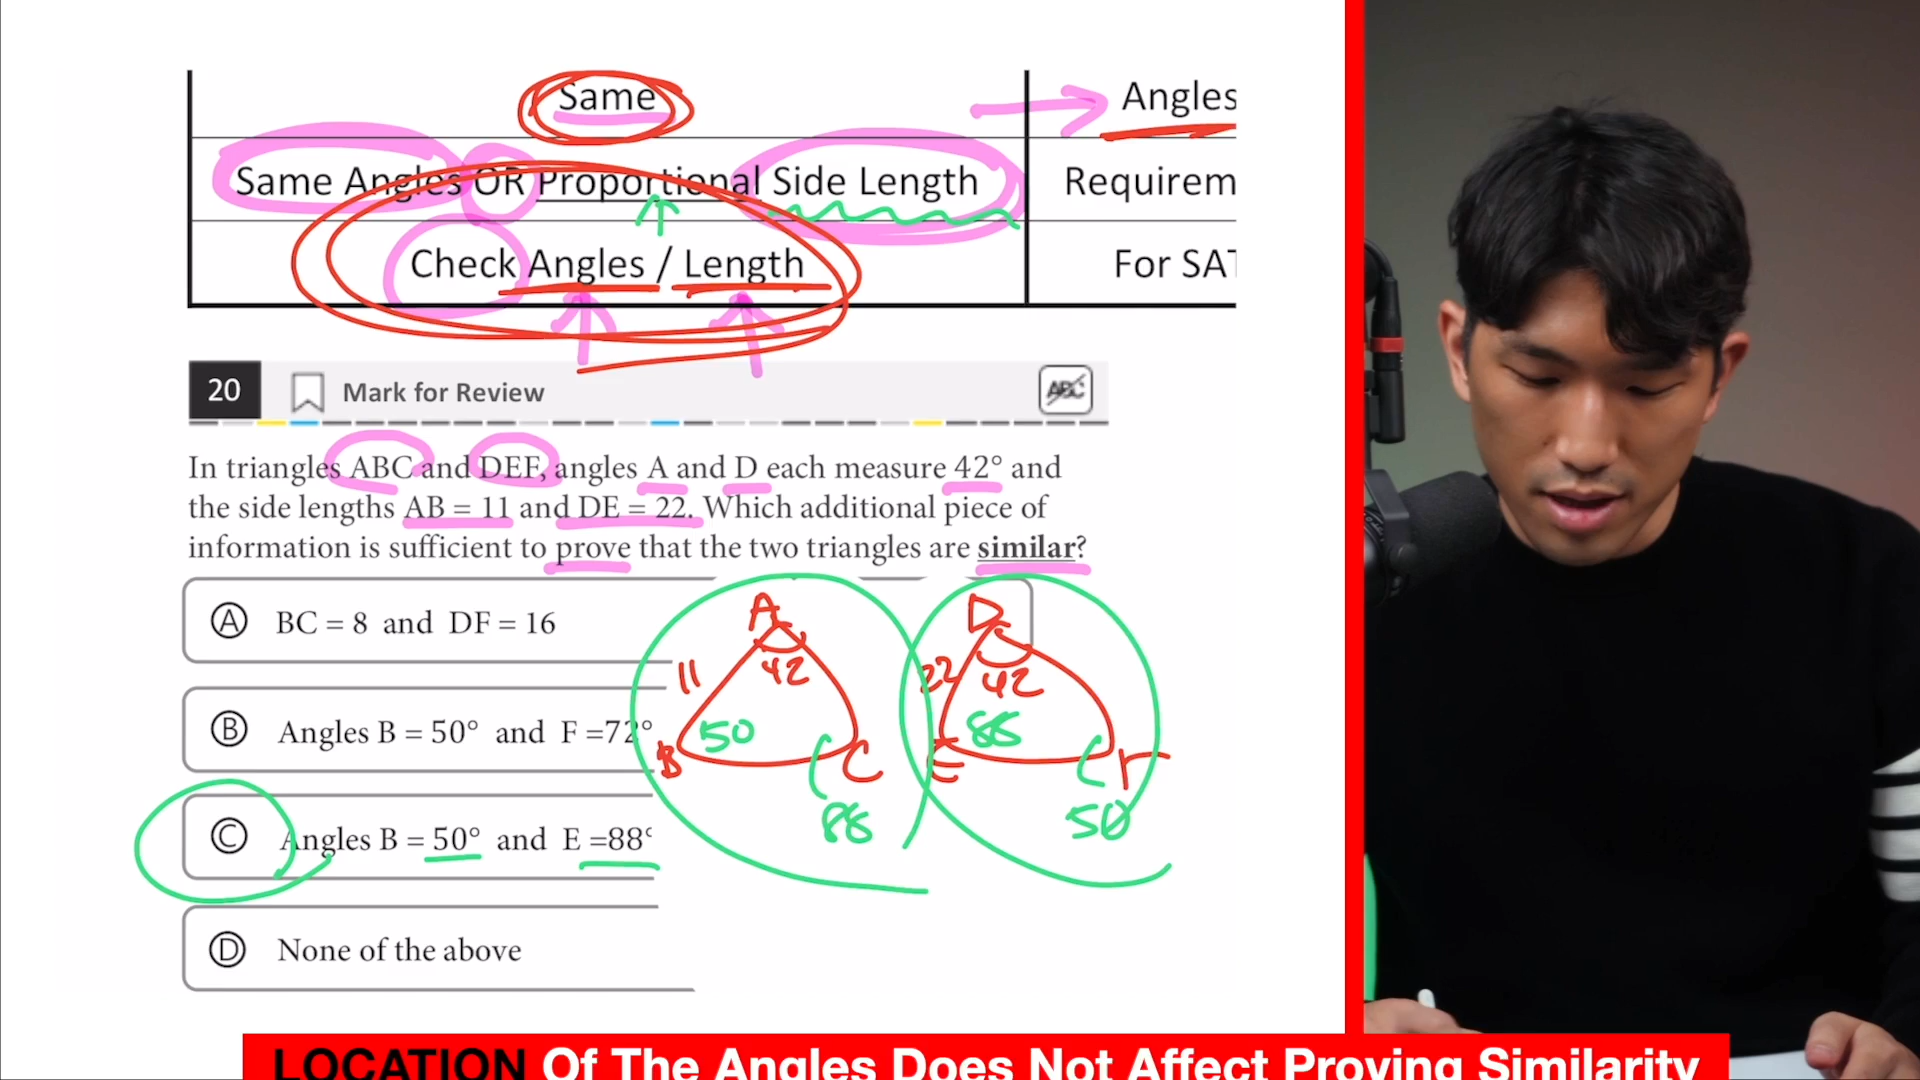 Same
Angles
Same Angles OR Proportional Side Length
Requirem
Check Angles / Length
For SAT
20 Mark for Review ABC
In triangles ABC and DEF, angles A and D each measure 42° and
the side lengths AB = 11 and DE = 22. Which additional piece of
information is sufficient to prove that the two triangles are similar?
A BC = 8 and DF = 16
B Angles B = 50° and F =72°
C Angles B = 50° and E =88°
D None of the above
A
11
42
50
B
C
88
D
22
42
88
E
F
50
LOCATION Of The Angles Does Not Affect Proving Similarity